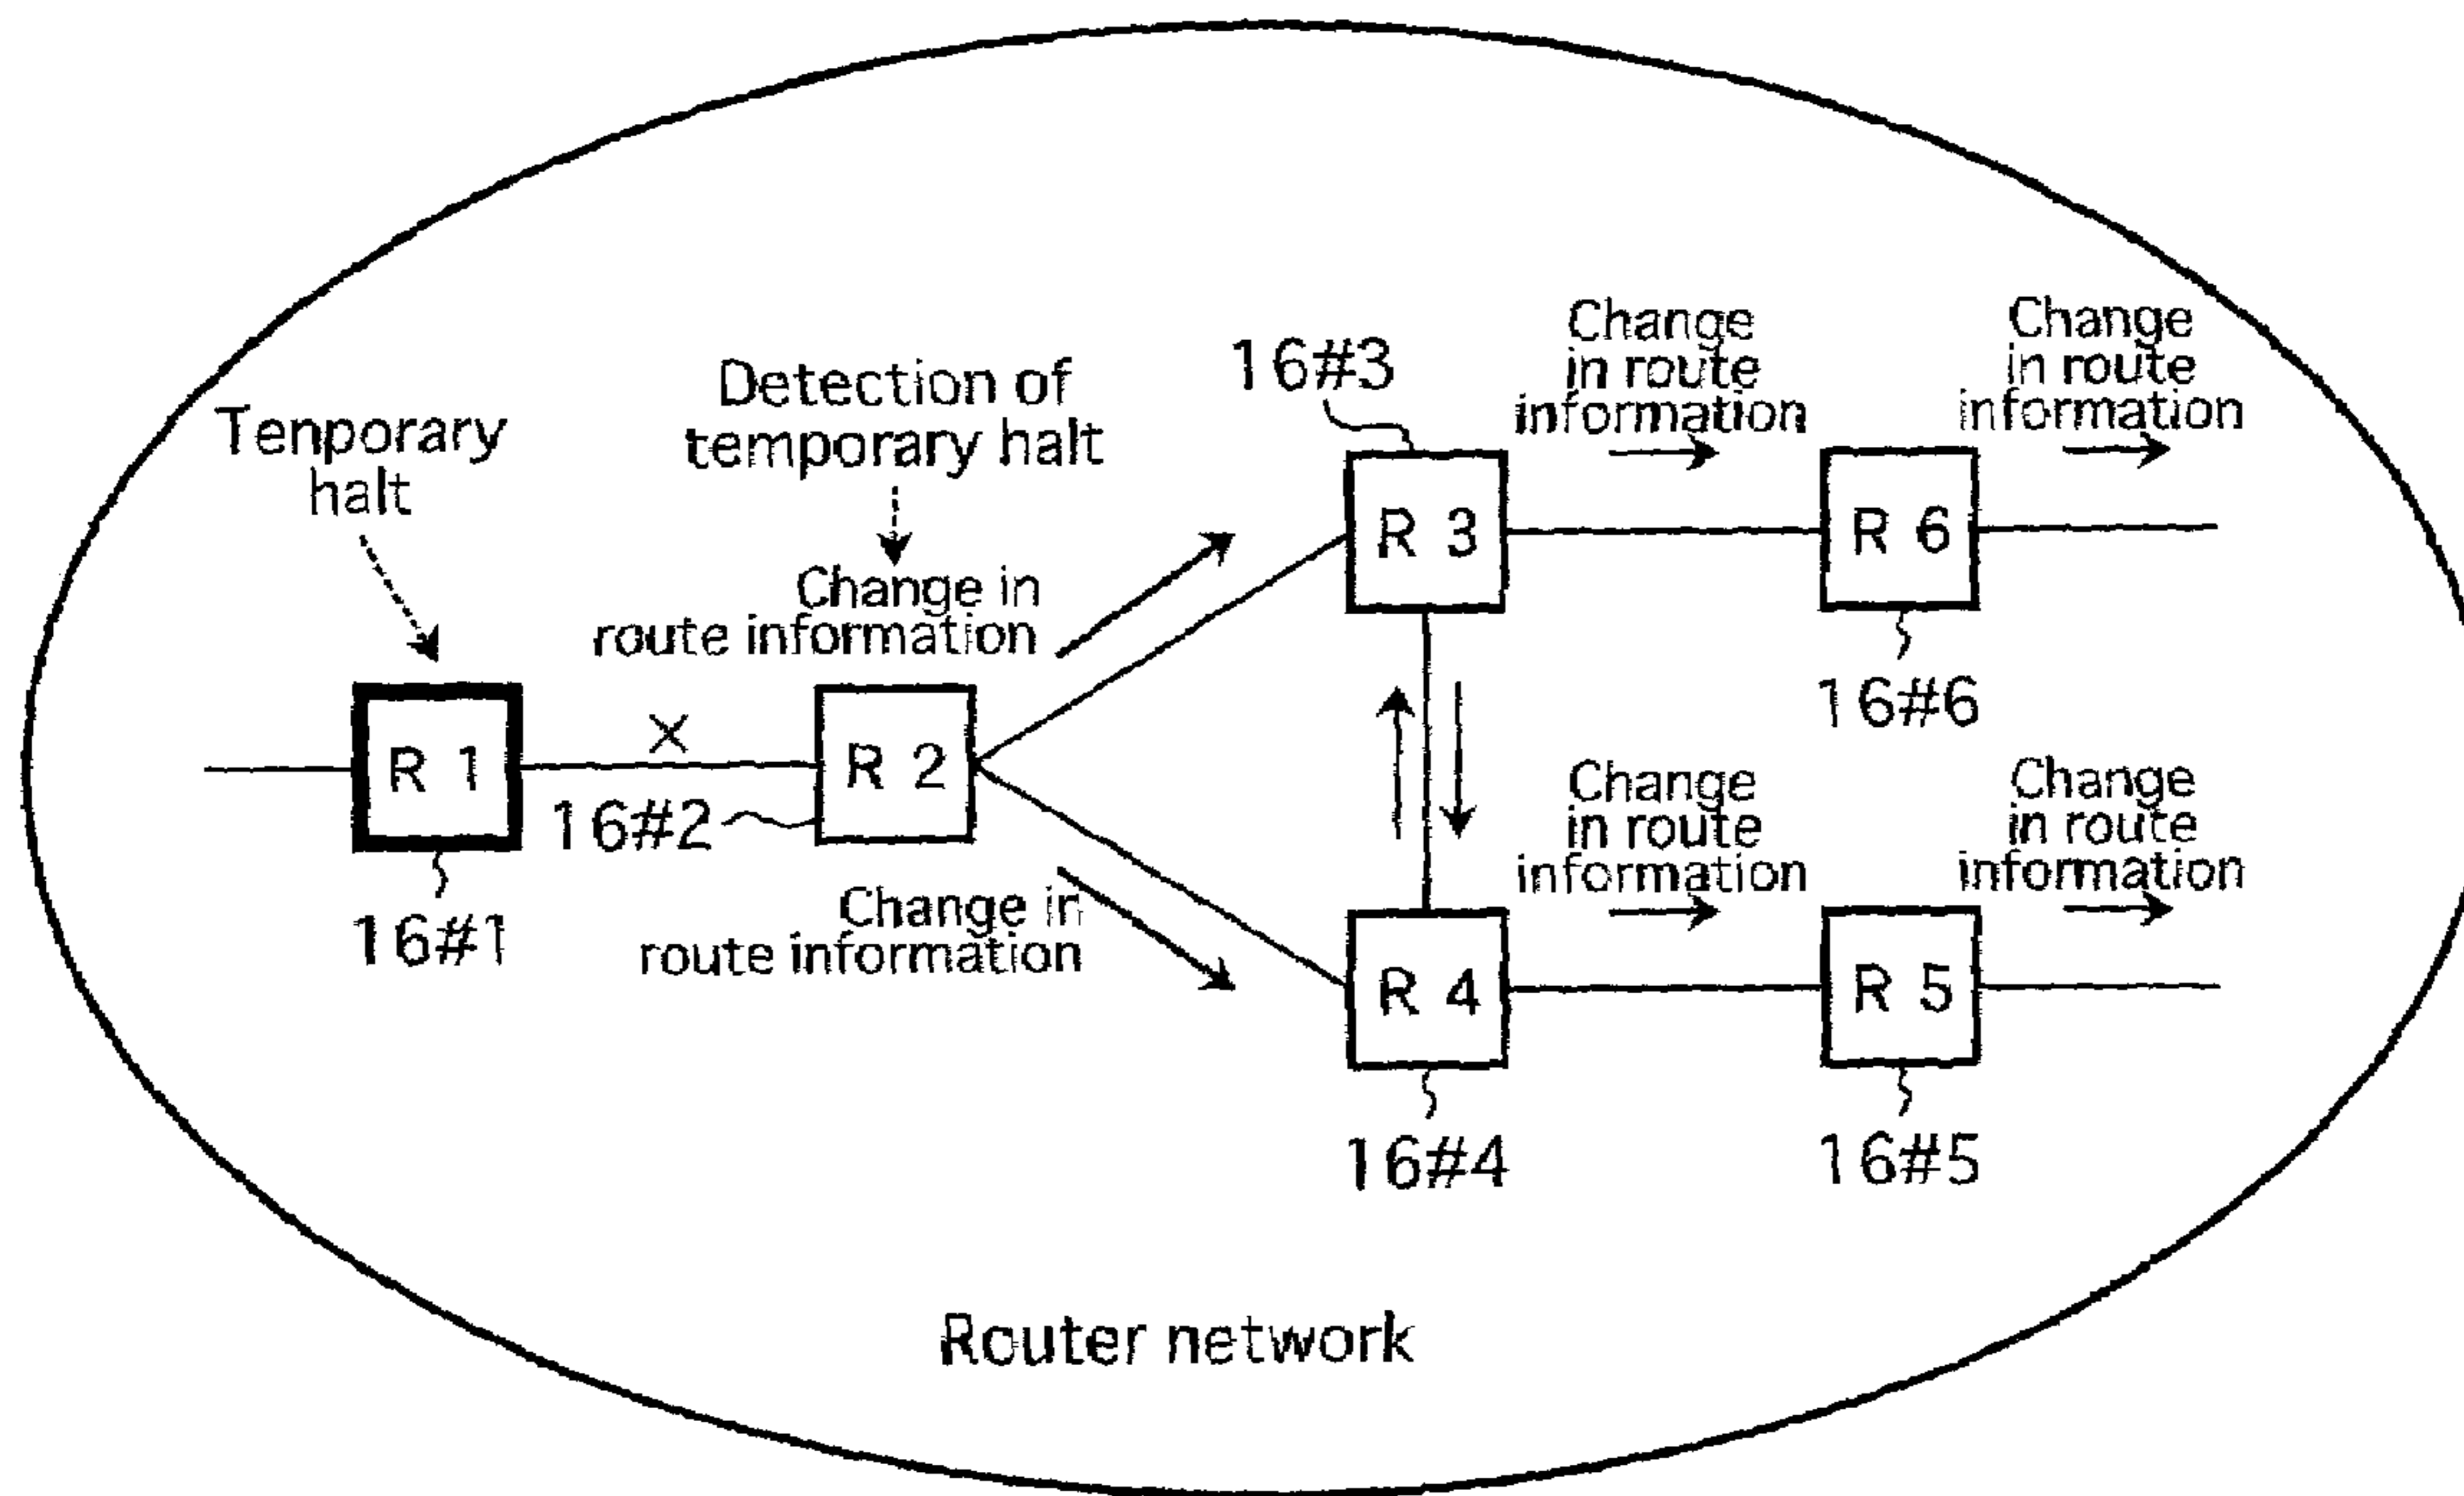 Tenporary
halt
Detection of
temporary halt
16#3
Change
in route
information
Change
in route
information
Change in
route information
R 3
R 6
16#6
R 1
R 2
16#2
16#1
Change in
route information
Change
in route
information
Change
in route
information
R 4
R 5
16#4
16#5
Router network